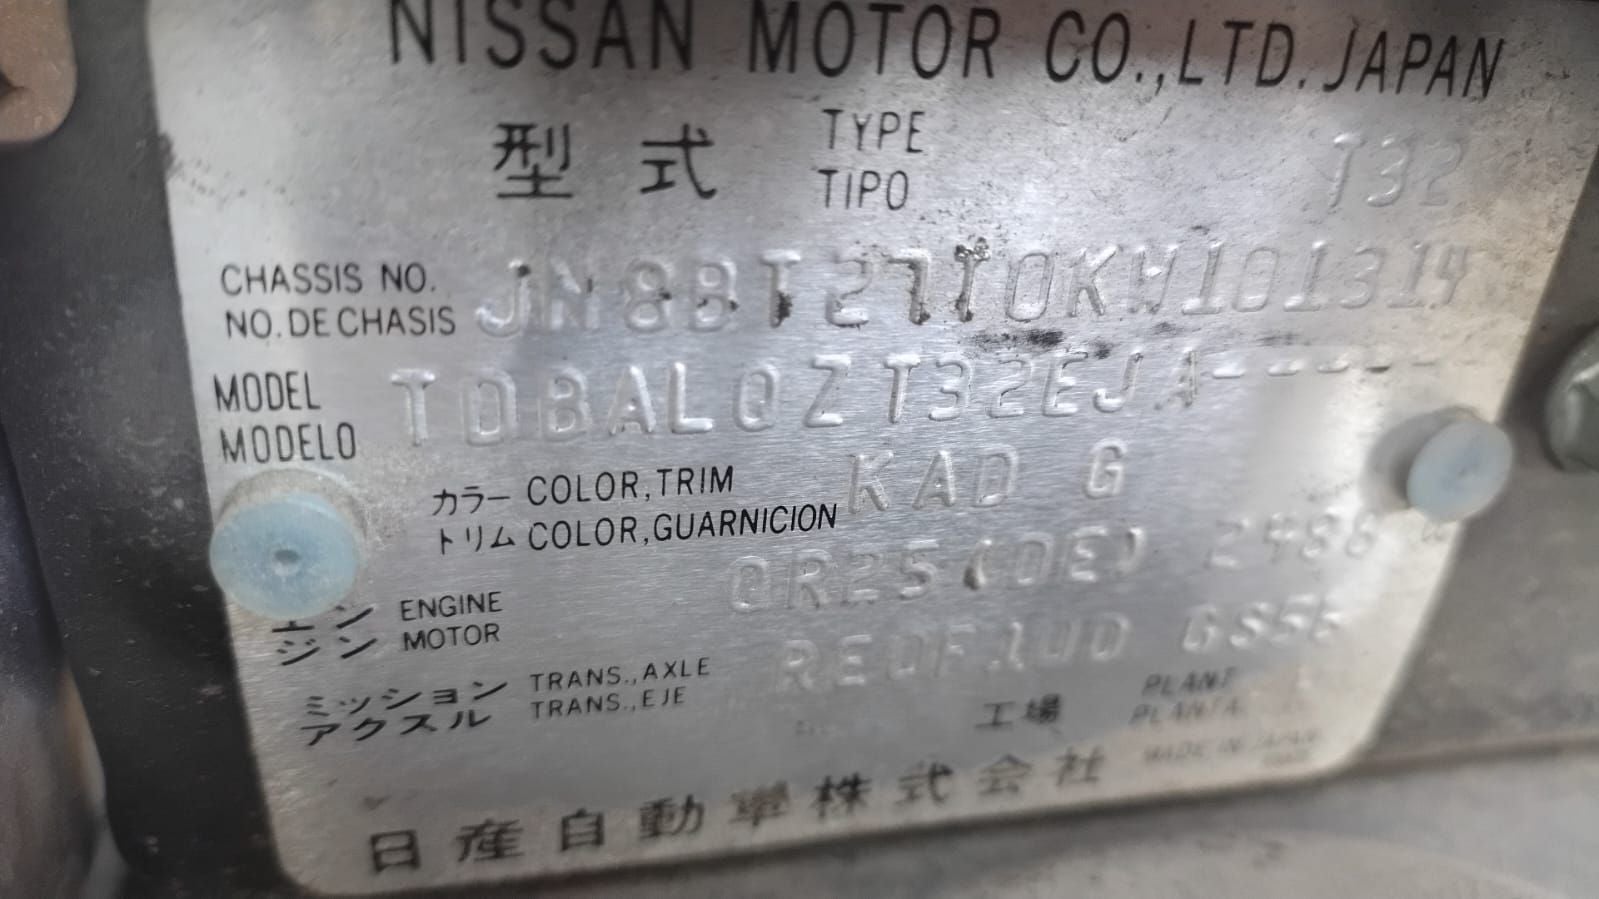 NISSAN MOTOR CO.,LTD.JAPAN
型式 TYPE T32
TIPO
CHASSIS NO. JN8BT27T0KW101314
NO.DE CHASIS
MODEL TDBALQZT32EJA------
MODELO
カラー COLOR,TRIM KAD G
トリム COLOR,GUARNICION
エン ENGINE QR25(DE) 2488 cc
ジン MOTOR
ミッション TRANS.,AXLE RE0F10D GS5B
アクスル TRANS.,EJE
工場 PLANT
PLANTA
MADE IN JAPAN
日産自動車株式会社